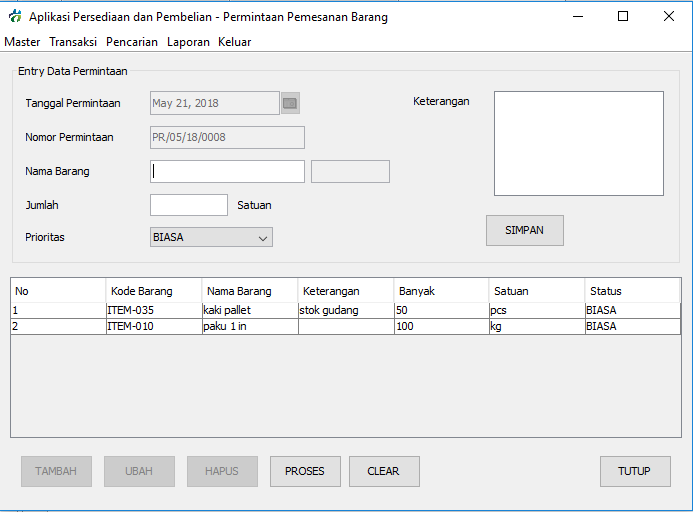 Aplikasi Persediaan dan Pembelian - Permintaan Pemesanan Barang
Master Transaksi Pencarian Laporan Keluar
Entry Data Permintaan
Tanggal Permintaan May 21, 2018 Keterangan
Nomor Permintaan PR/05/18/0008
Nama Barang
Jumlah Satuan
SIMPAN
Prioritas BIASA
No Kode Barang Nama Barang Keterangan Banyak Satuan Status
1 ITEM-035 kaki pallet stok gudang 50 pcs BIASA
2 ITEM-010 paku 1 in 100 kg BIASA
TAMBAH UBAH HAPUS PROSES CLEAR TUTUP